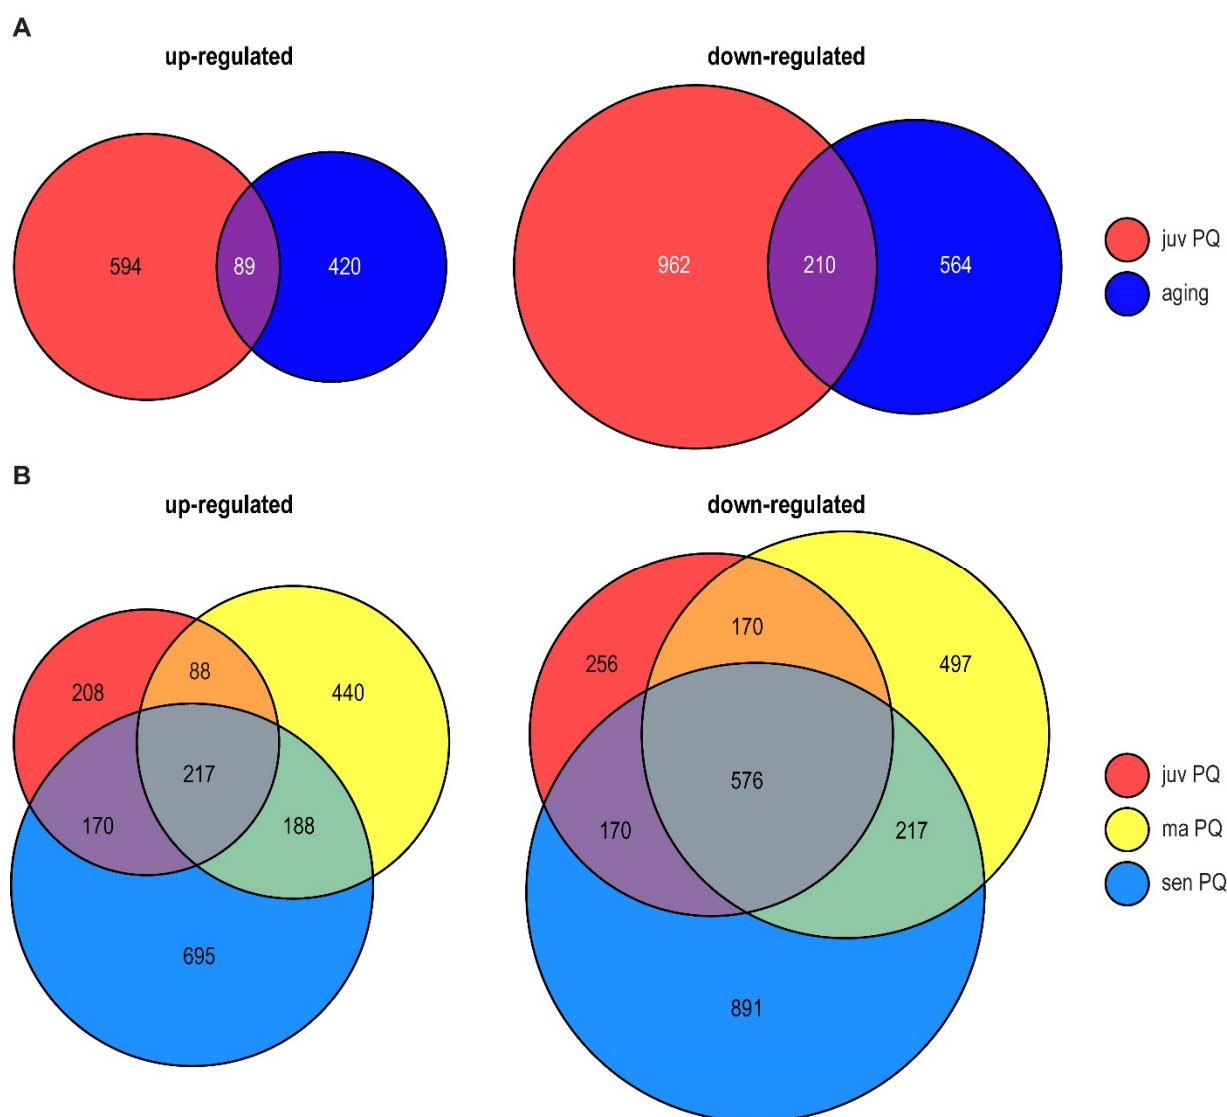 A
up-regulated
down-regulated
594
89
420
962
210
564
juv PQ
aging
B
up-regulated
down-regulated
208
88
440
217
170
188
695
256
170
497
576
170
217
891
juv PQ
ma PQ
sen PQ